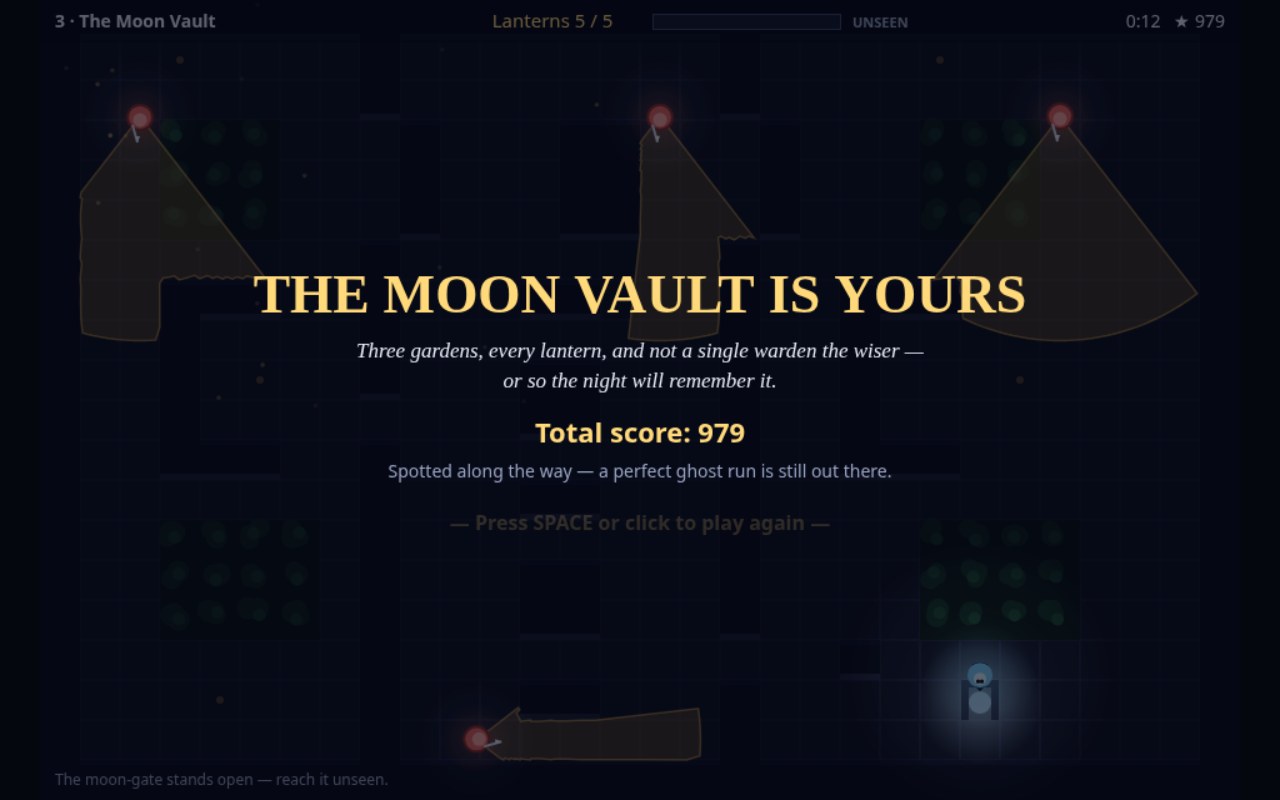 3 · The Moon Vault
Lanterns 5 / 5
UNSEEN
0:12 ★ 979
THE MOON VAULT IS YOURS
Three gardens, every lantern, and not a single warden the wiser —
or so the night will remember it.
Total score: 979
Spotted along the way — a perfect ghost run is still out there.
— Press SPACE or click to play again —
The moon-gate stands open — reach it unseen.